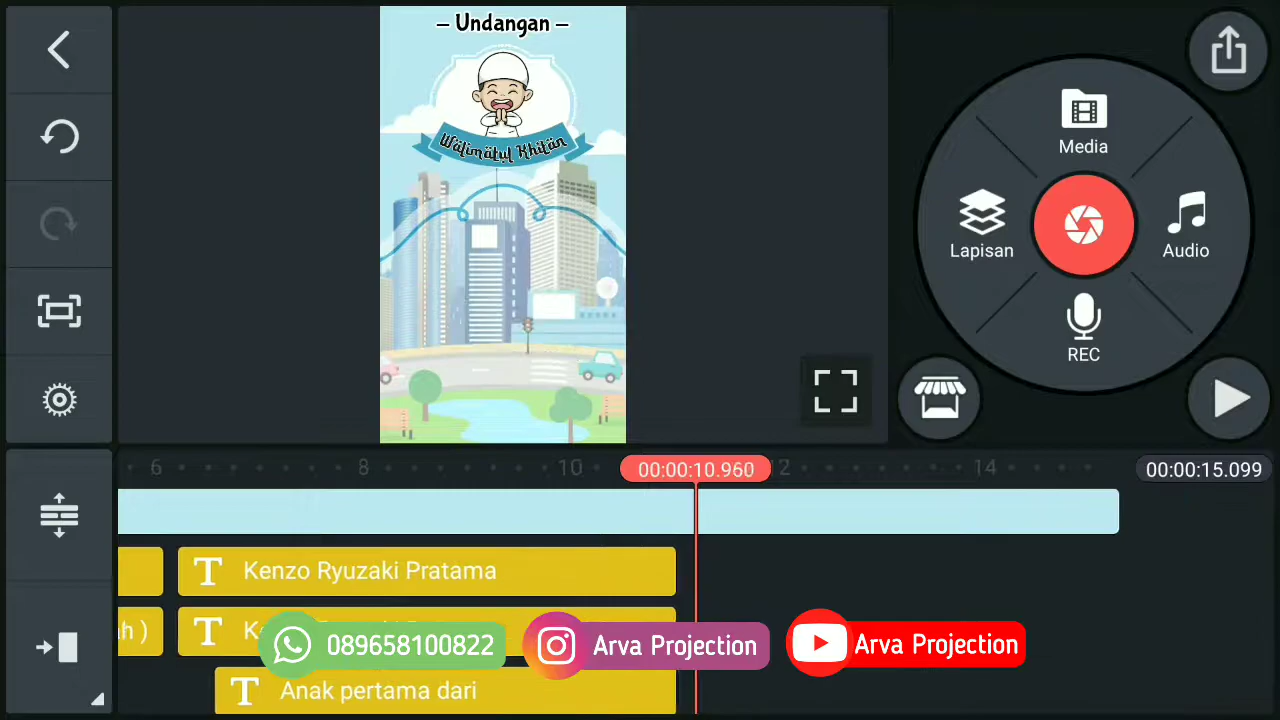 – Undangan –
Walimatul Khitan
Media
Lapisan
Audio
REC
6
8
10
00:00:10.960
12
14
00:00:15.099
T Kenzo Ryuzaki Pratama
h )
T
T Anak pertama dari
089658100822
Arva Projection
Arva Projection